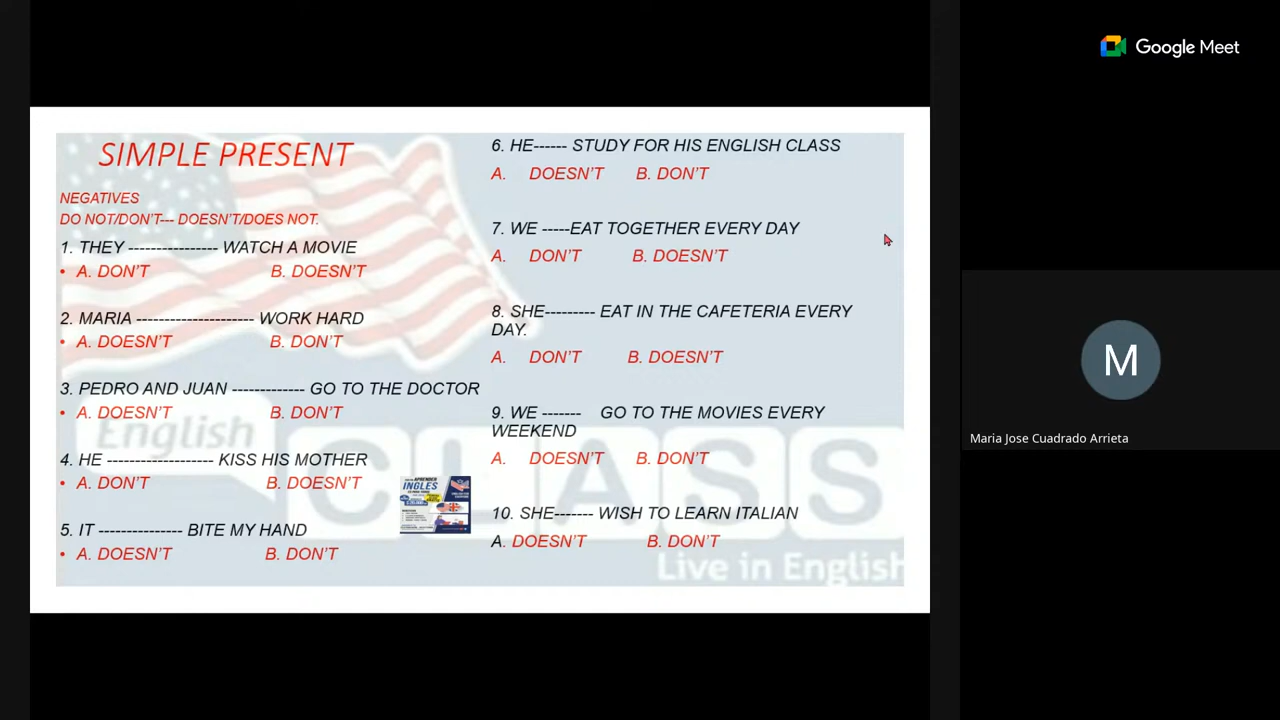 Google Meet
SIMPLE PRESENT
NEGATIVES
DO NOT/DON'T--- DOESN'T/DOES NOT.
1. THEY ---------------- WATCH A MOVIE
• A. DON'T B. DOESN'T
2. MARIA --------------------- WORK HARD
• A. DOESN'T B. DON'T
3. PEDRO AND JUAN ------------- GO TO THE DOCTOR
• A. DOESN'T B. DON'T
4. HE ------------------- KISS HIS MOTHER
• A. DON'T B. DOESN'T
5. IT --------------- BITE MY HAND
• A. DOESN'T B. DON'T
APRENDER
INGLES
6. HE------ STUDY FOR HIS ENGLISH CLASS
A. DOESN'T B. DON'T
7. WE -----EAT TOGETHER EVERY DAY
A. DON'T B. DOESN'T
8. SHE--------- EAT IN THE CAFETERIA EVERY
DAY.
A. DON'T B. DOESN'T
9. WE ------- GO TO THE MOVIES EVERY
WEEKEND
A. DOESN'T B. DON'T
10. SHE------- WISH TO LEARN ITALIAN
A. DOESN'T B. DON'T
English
CLASS
Live in English
M
Maria Jose Cuadrado Arrieta